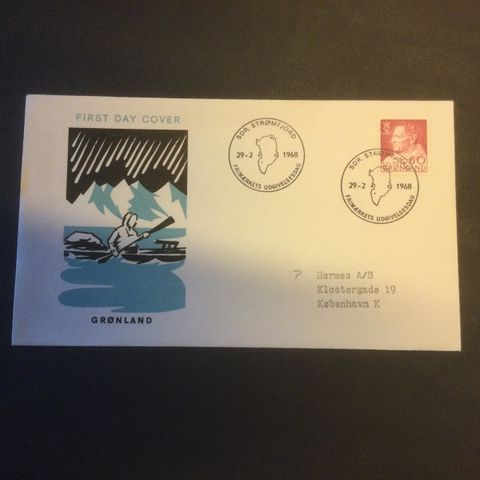 FIRST DAY COVER
GRØNLAND
SDR. STRØMFJORD
29-2 1968
FRIMÆRKETS UDGIVELSESDAG
60
GRØNLAND
SDR. STRØMFJORD
29-2 1968
FRIMÆRKETS UDGIVELSESDAG
7 Hermes A/S
Klostergade 19
København K